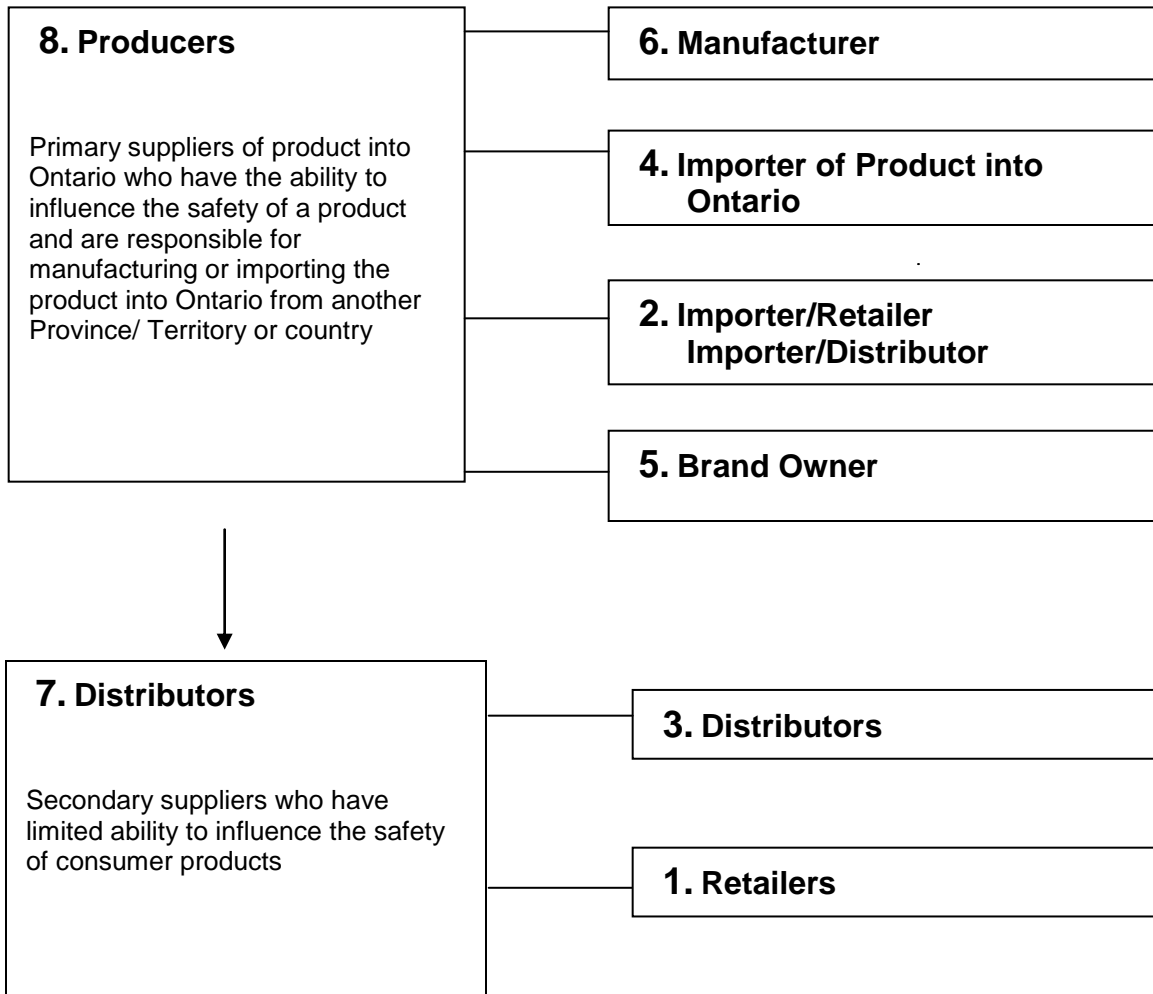 8. Producers
Primary suppliers of product into
Ontario who have the ability to
influence the safety of a product
and are responsible for
manufacturing or importing the
product into Ontario from another
Province/ Territory or country
6. Manufacturer
4. Importer of Product into
Ontario
.
2. Importer/Retailer
Importer/Distributor
5. Brand Owner
7. Distributors
Secondary suppliers who have
limited ability to influence the safety
of consumer products
3. Distributors
1. Retailers